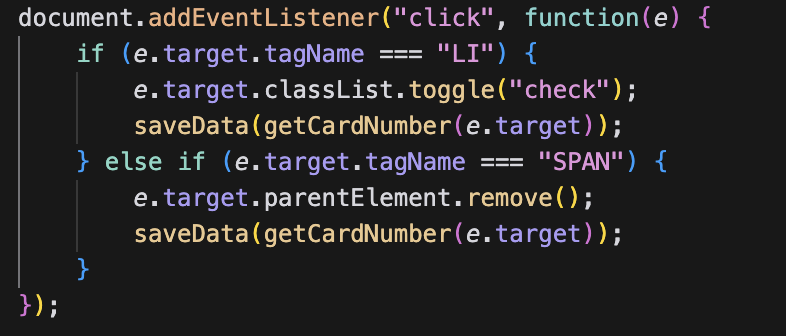 document.addEventListener("click", function(e) {
    if (e.target.tagName === "LI") {
        e.target.classList.toggle("check");
        saveData(getCardNumber(e.target));
    } else if (e.target.tagName === "SPAN") {
        e.target.parentElement.remove();
        saveData(getCardNumber(e.target));
    }
});